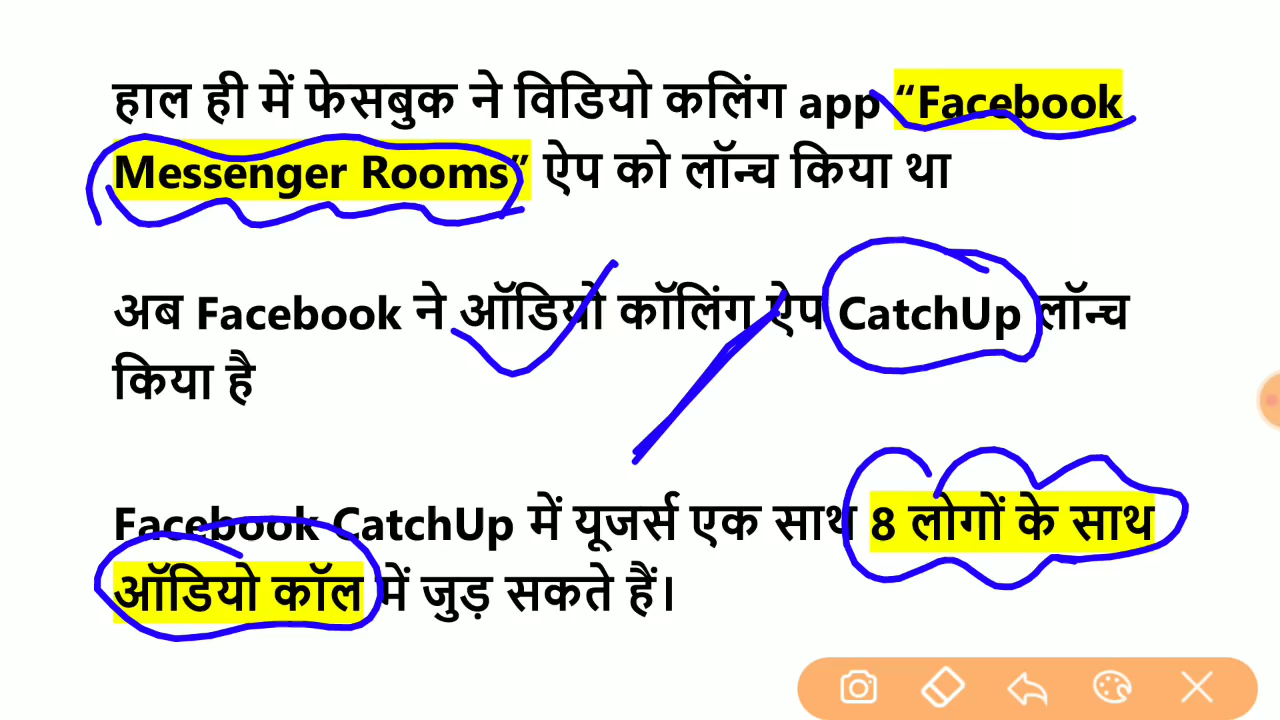 हाल ही में फेसबुक ने विडियो कलिंग app “Facebook
Messenger Rooms” ऐप को लॉन्च किया था
अब Facebook ने ऑडियो कॉलिंग ऐप CatchUp लॉन्च
किया है
Facebook CatchUp में यूजर्स एक साथ 8 लोगों के साथ
ऑडियो कॉल में जुड़ सकते हैं।